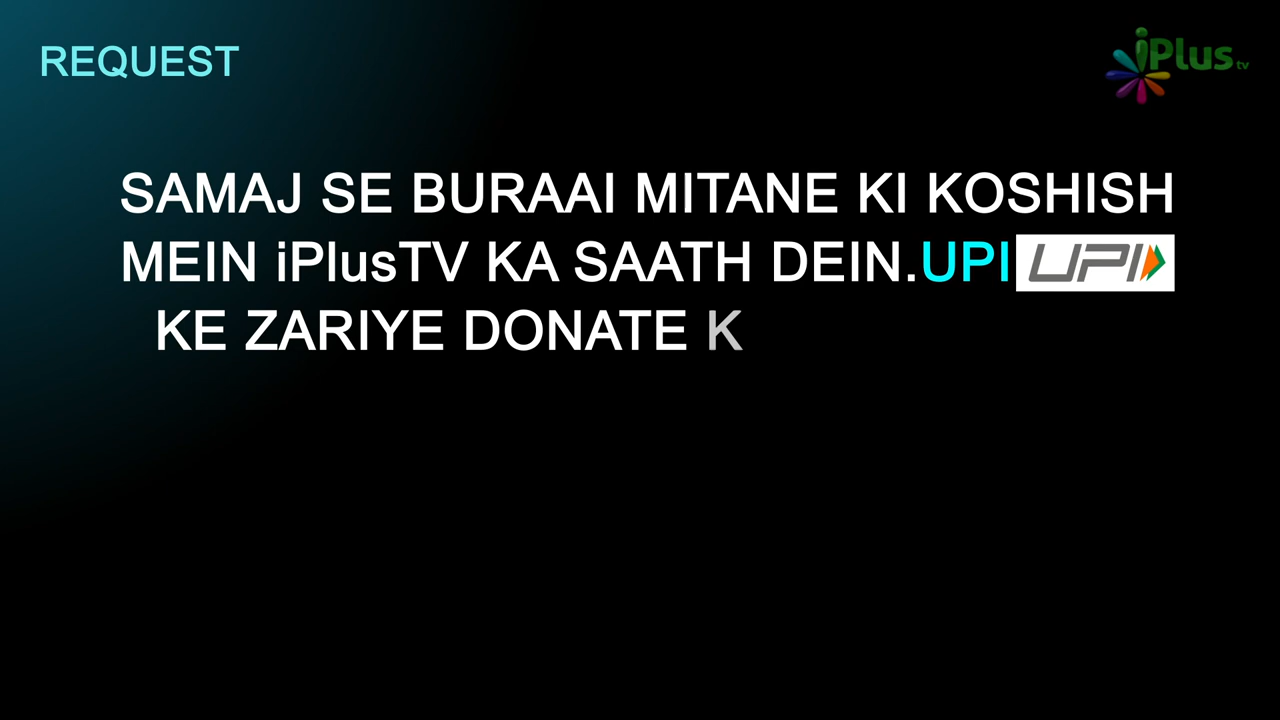 REQUEST
iPlus tv
SAMAJ SE BURAAI MITANE KI KOSHISH
MEIN iPlusTV KA SAATH DEIN.UPI UPI
KE ZARIYE DONATE K